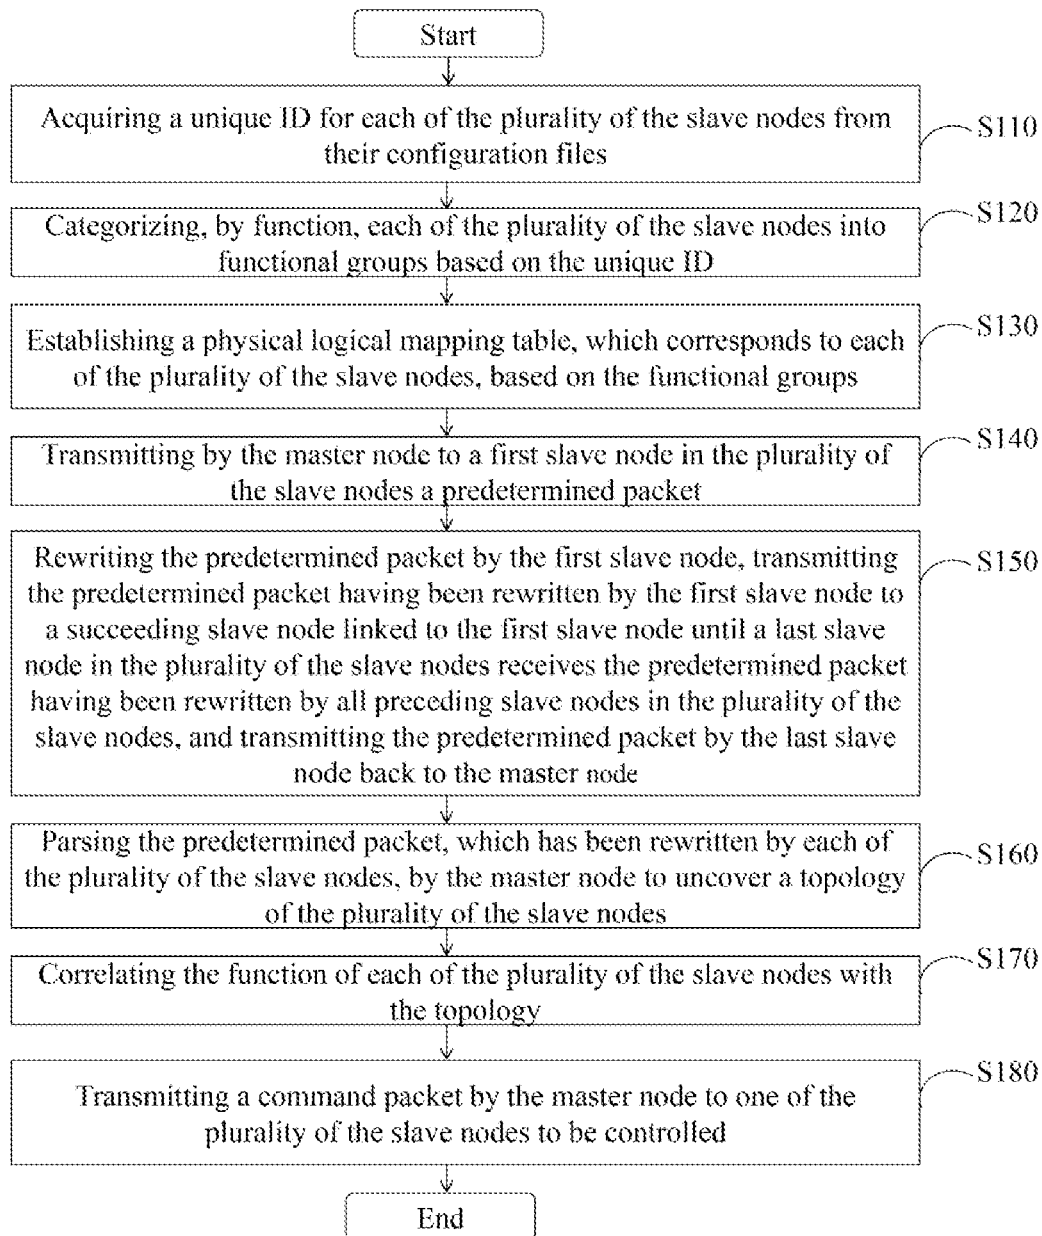 Start
Acquiring a unique ID for each of the plurality of the slave nodes from
their configuration files
S110
Categorizing, by function, each of the plurality of the slave nodes into
functional groups based on the unique ID
S120
Establishing a physical logical mapping table, which corresponds to each
of the plurality of the slave nodes, based on the functional groups
S130
Transmitting by the master node to a first slave node in the plurality of
the slave nodes a predetermined packet
S140
Rewriting the predetermined packet by the first slave node, transmitting
the predetermined packet having been rewritten by the first slave node to
a succeeding slave node linked to the first slave node until a last slave
node in the plurality of the slave nodes receives the predetermined packet
having been rewritten by all preceding slave nodes in the plurality of the
slave nodes, and transmitting the predetermined packet by the last slave
node back to the master node
S150
Parsing the predetermined packet, which has been rewritten by each of
the plurality of the slave nodes, by the master node to uncover a topology
of the plurality of the slave nodes
S160
Correlating the function of each of the plurality of the slave nodes with
the topology
S170
Transmitting a command packet by the master node to one of the
plurality of the slave nodes to be controlled
S180
End